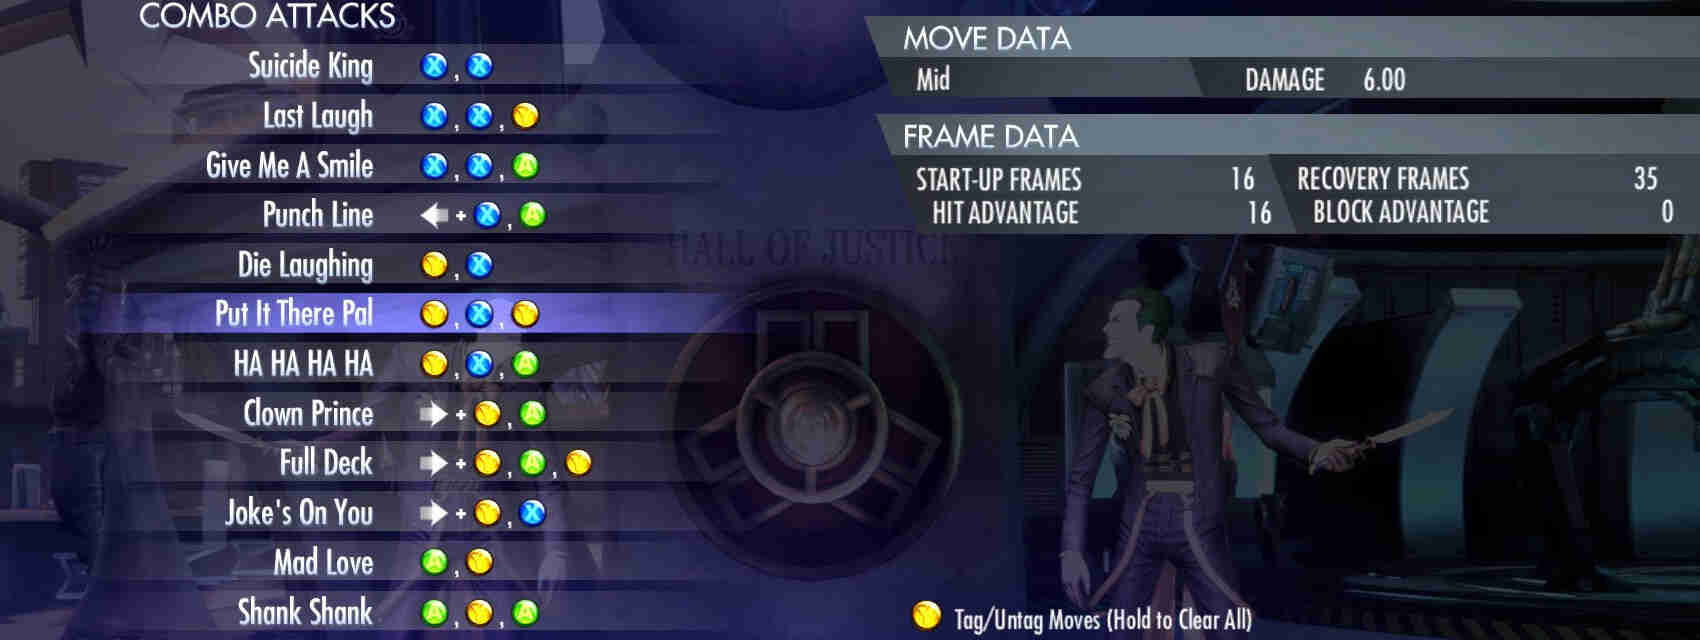 COMBO ATTACKS
Suicide King X, X
Last Laugh X, X, Y
Give Me A Smile X, X, A
Punch Line + X, A
Die Laughing Y, X
Put It There Pal Y, X, Y
HA HA HA HA Y, X, A
Clown Prince + Y, A
Full Deck + Y, A, Y
Joke's On You + Y, X
Mad Love A, Y
Shank Shank A, Y, A
MOVE DATA
Mid DAMAGE 6.00
FRAME DATA
START-UP FRAMES 16 RECOVERY FRAMES 35
HIT ADVANTAGE 16 BLOCK ADVANTAGE 0
HALL OF JUSTICE
Y Tag/Untag Moves (Hold to Clear All)